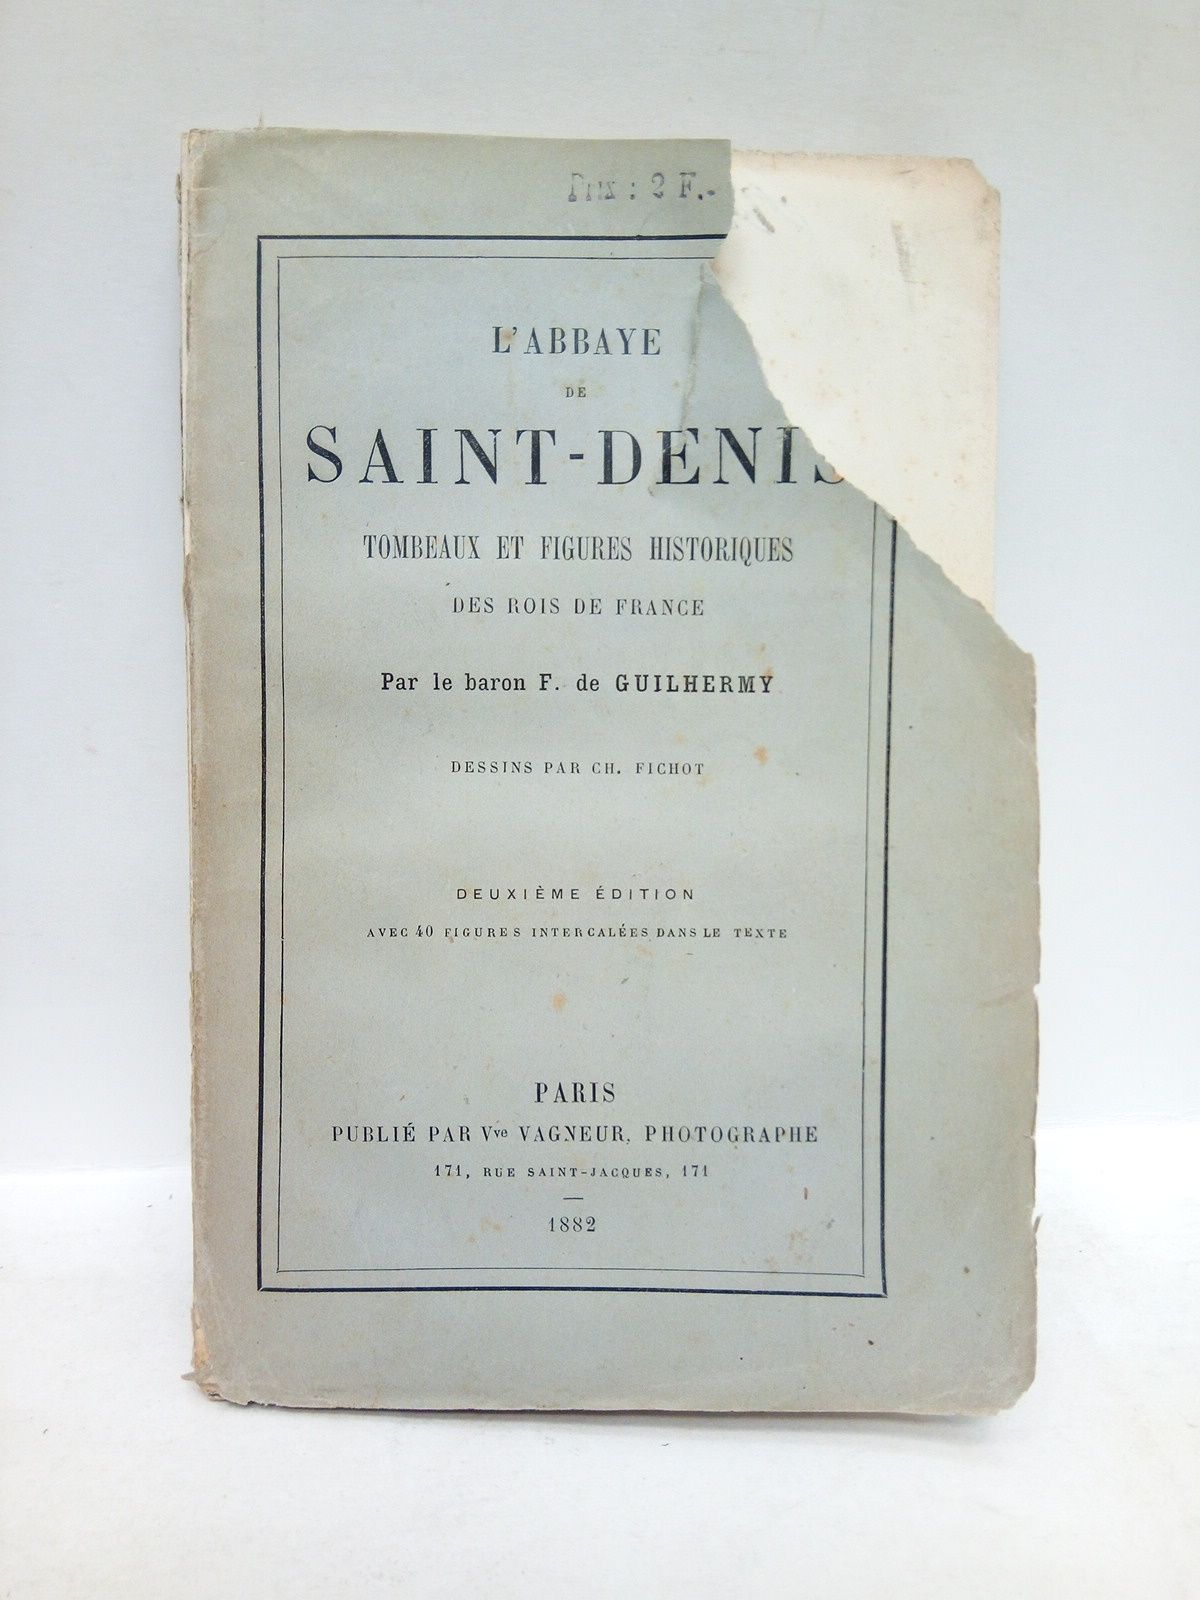 Prix : 2 F.-
L'ABBAYE
DE
SAINT-DENIS
TOMBEAUX ET FIGURES HISTORIQUES
DES ROIS DE FRANCE
Par le baron F. de GUILHERMY
DESSINS PAR CH. FICHOT
DEUXIÈME ÉDITION
AVEC 40 FIGURES INTERCALÉES DANS LE TEXTE
PARIS
PUBLIÉ PAR Vve VAGNEUR, PHOTOGRAPHE
171, RUE SAINT-JACQUES, 171
1882